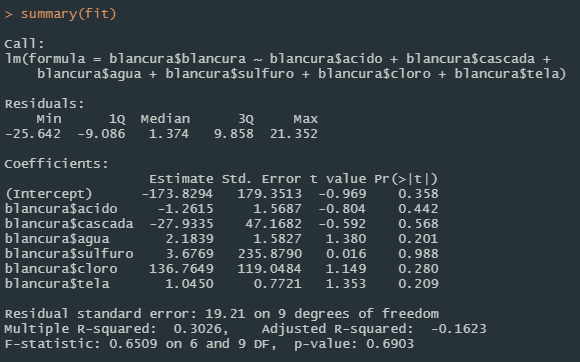 > summary(fit)
Call:
lm(formula = blancura$blancura ~ blancura$acido + blancura$cascada +
    blancura$agua + blancura$sulfuro + blancura$cloro + blancura$tela)
Residuals:
    Min      1Q  Median      3Q     Max
-25.642  -9.086   1.374   9.858  21.352
Coefficients:
                  Estimate Std. Error t value Pr(>|t|)
(Intercept)      -173.8294   179.3513  -0.969    0.358
blancura$acido     -1.2615     1.5687  -0.804    0.442
blancura$cascada  -27.9335    47.1682  -0.592    0.568
blancura$agua       2.1839     1.5827   1.380    0.201
blancura$sulfuro    3.6769   235.8790   0.016    0.988
blancura$cloro    136.7649   119.0484   1.149    0.280
blancura$tela       1.0450     0.7721   1.353    0.209
Residual standard error: 19.21 on 9 degrees of freedom
Multiple R-squared:  0.3026,    Adjusted R-squared:  -0.1623
F-statistic: 0.6509 on 6 and 9 DF,  p-value: 0.6903